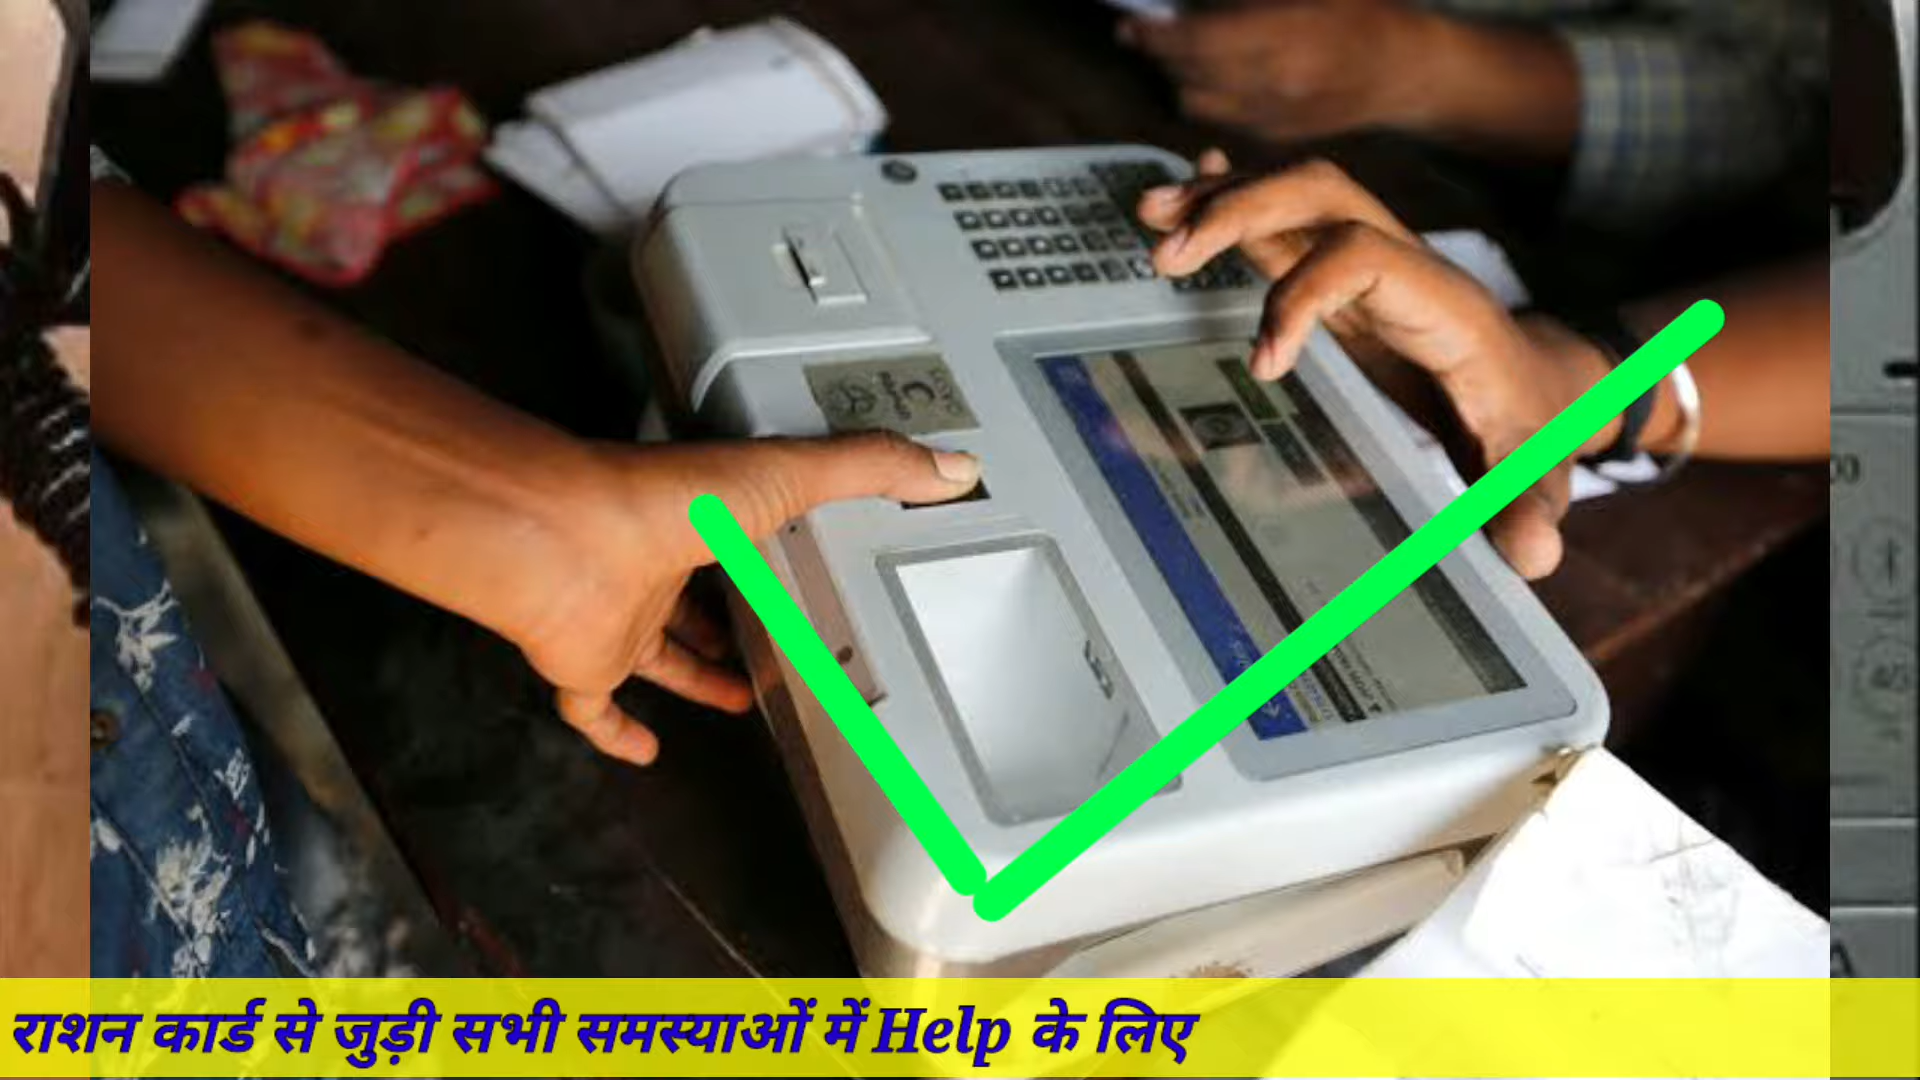 राशन कार्ड से जुड़ी सभी समस्याओं में Help के लिए